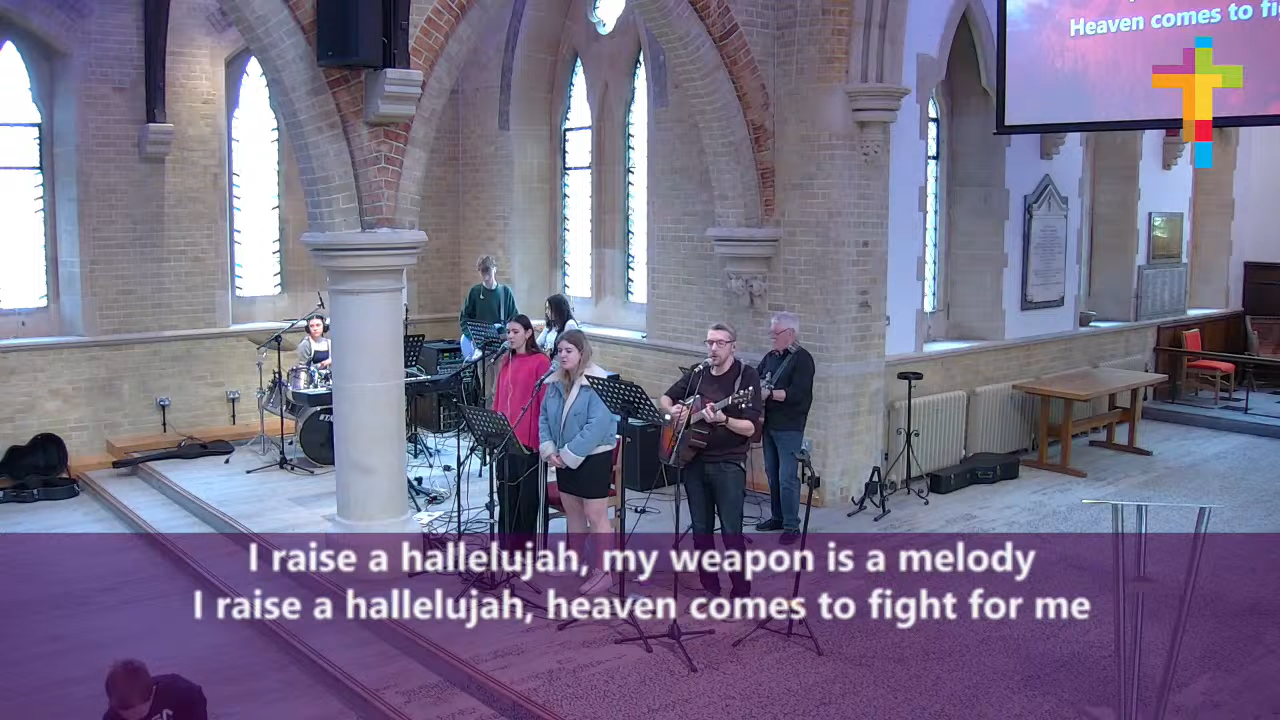 Heaven comes to fi
I raise a hallelujah, my weapon is a melody
I raise a hallelujah, heaven comes to fight for me